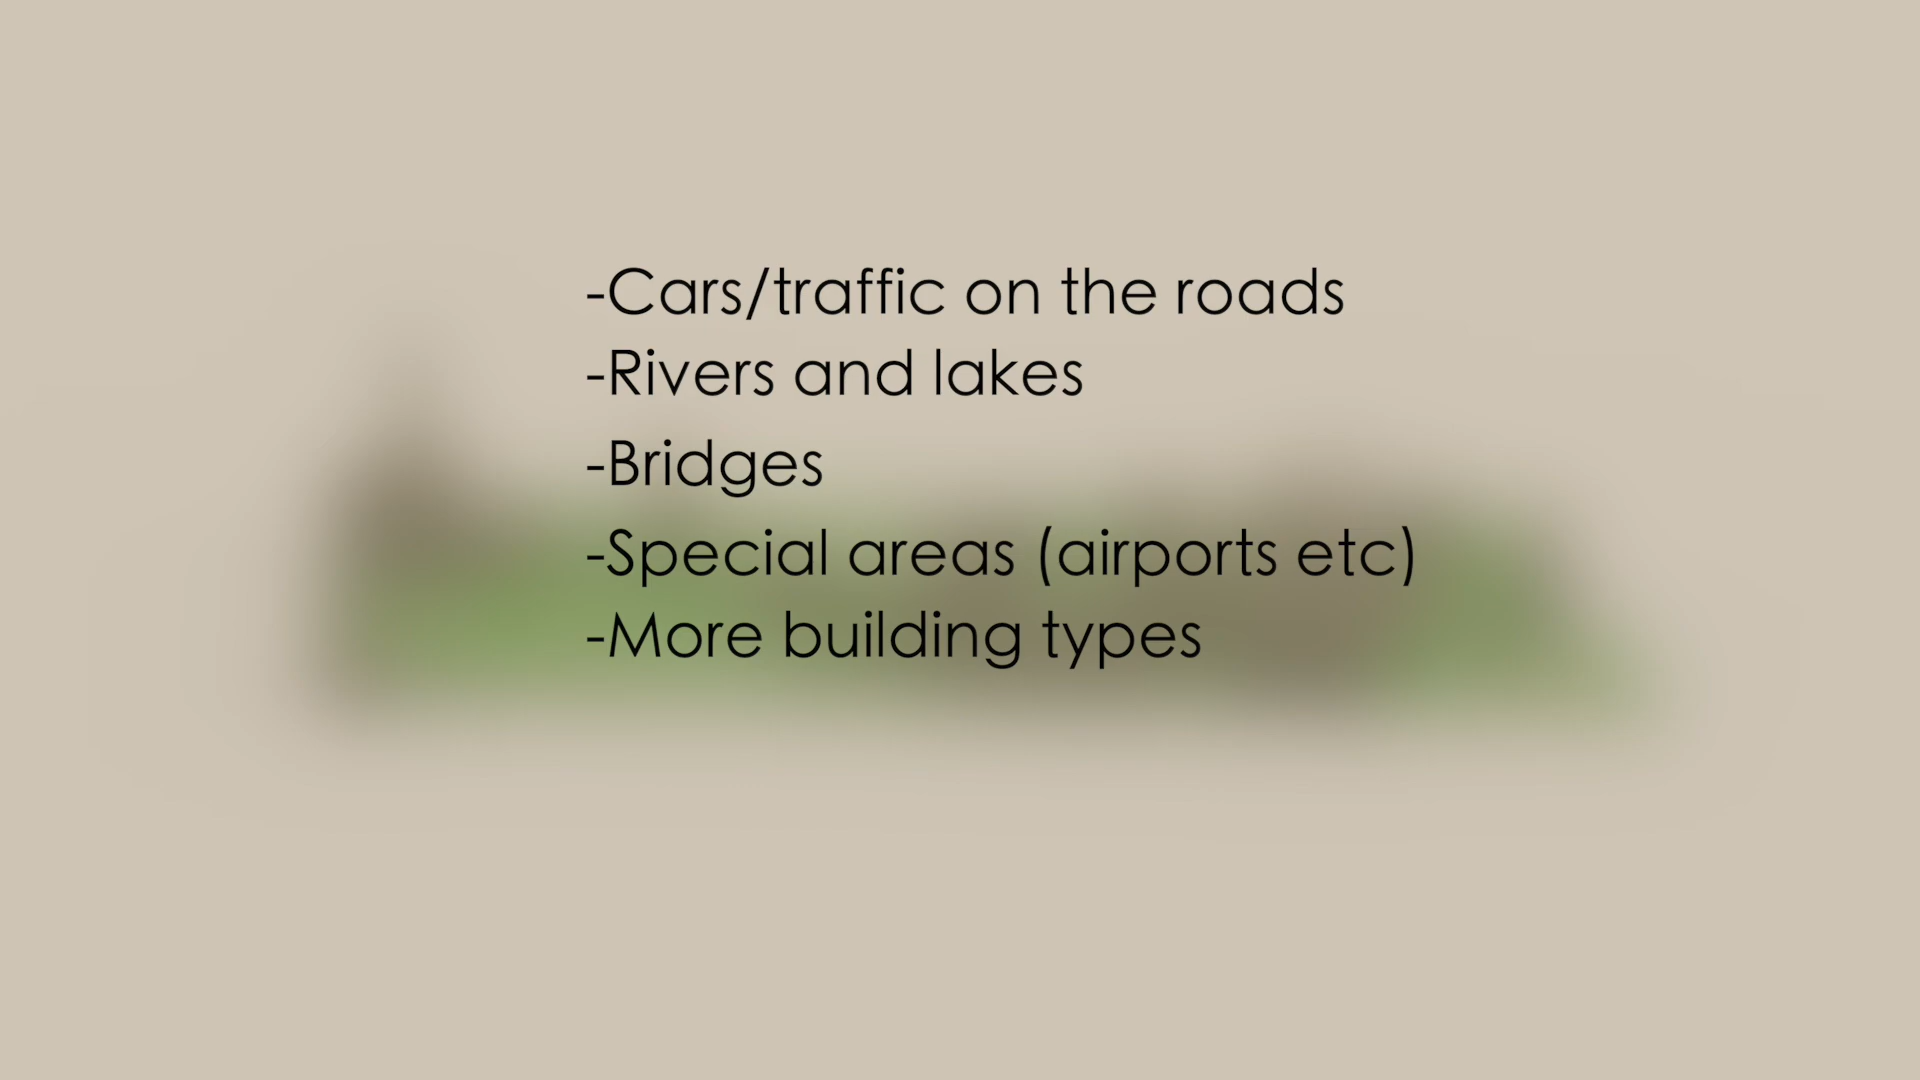 -Cars/traffic on the roads
-Rivers and lakes
-Bridges
-Special areas (airports etc)
-More building types